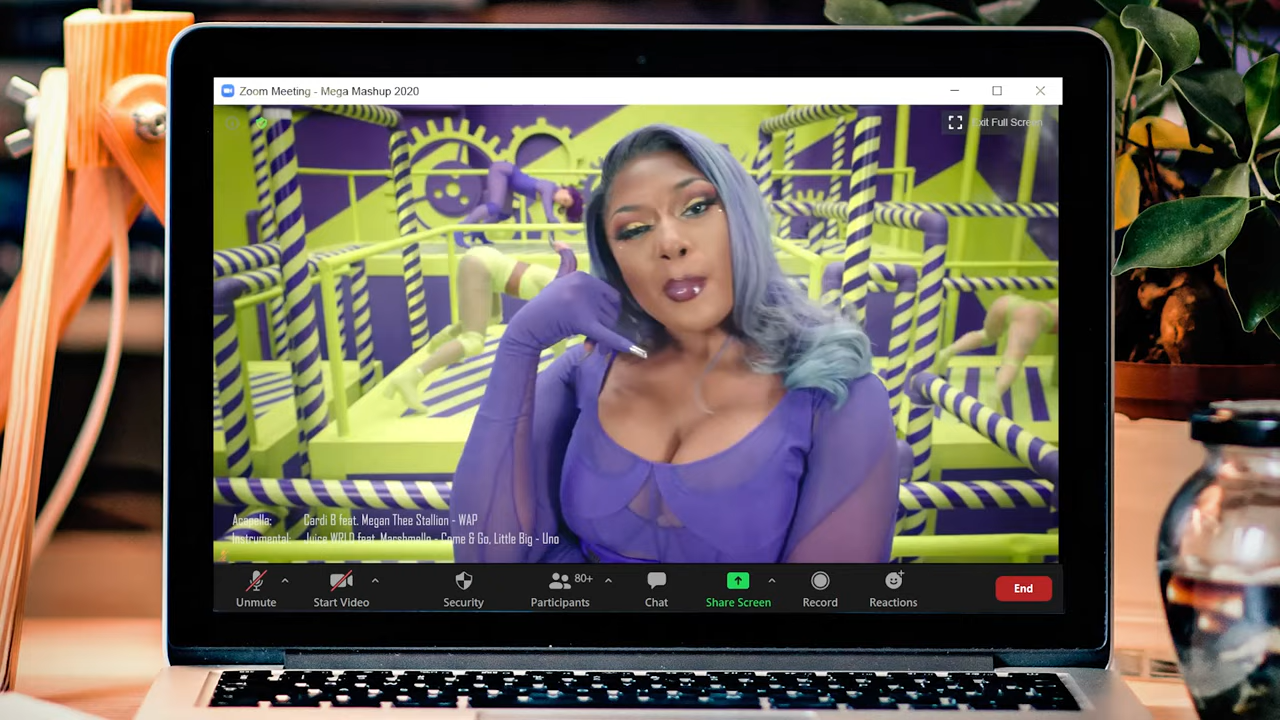 Zoom Meeting - Mega Mashup 2020
Exit Full Screen
Acapella: Cardi B feat. Megan Thee Stallion - WAP
Instrumental: Juice WRLD feat. Marshmello - Come & Go, Little Big - Uno
80+
Unmute Start Video Security Participants Chat Share Screen Record Reactions End